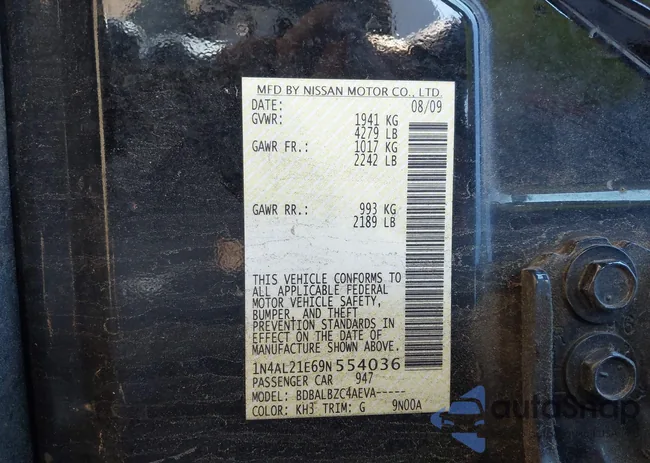 MFD BY NISSAN MOTOR CO., LTD
DATE: 08/09
GVWR: 1941 KG
4279 LB
GAWR FR.: 1017 KG
2242 LB
GAWR RR.: 993 KG
2189 LB
THIS VEHICLE CONFORMS TO
ALL APPLICABLE FEDERAL
MOTOR VEHICLE SAFETY,
BUMPER, AND THEFT
PREVENTION STANDARDS IN
EFFECT ON THE DATE OF
MANUFACTURE SHOWN ABOVE.
1N4AL21E69N554036
PASSENGER CAR 947
MODEL: BDBALBZC4AEVA-----
COLOR: KH3 TRIM: G 9N00A
autoSnap